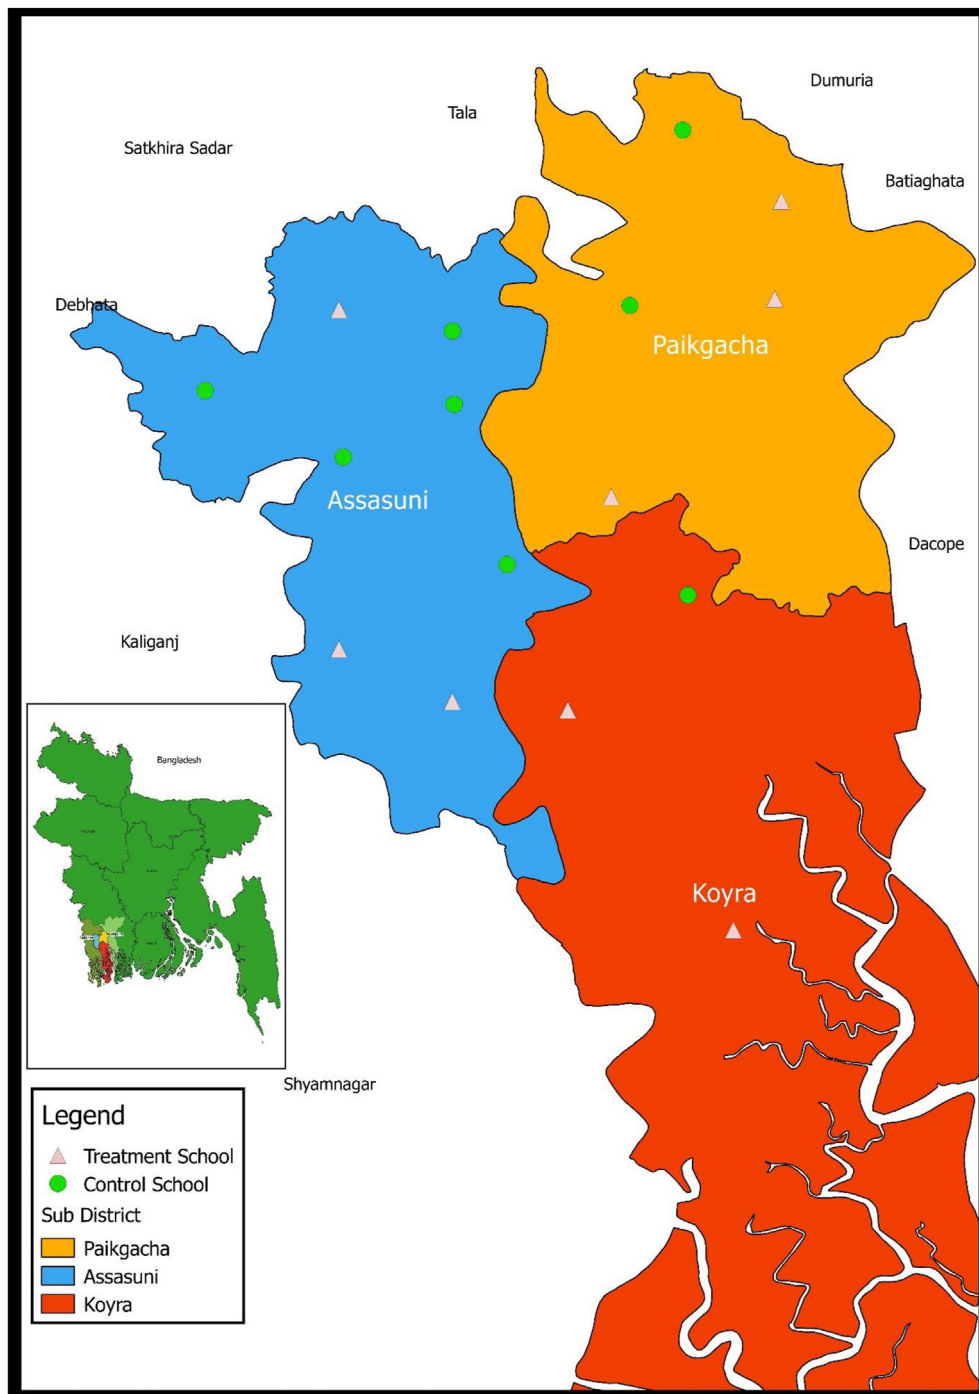 Dumuria
Tala
Satkhira Sadar
Batiaghata
Debhata
Paikgacha
Assasuni
Dacope
Kaliganj
Bangladesh
Koyra
Shyamnagar
Legend
Treatment School
Control School
Sub District
Paikgacha
Assasuni
Koyra